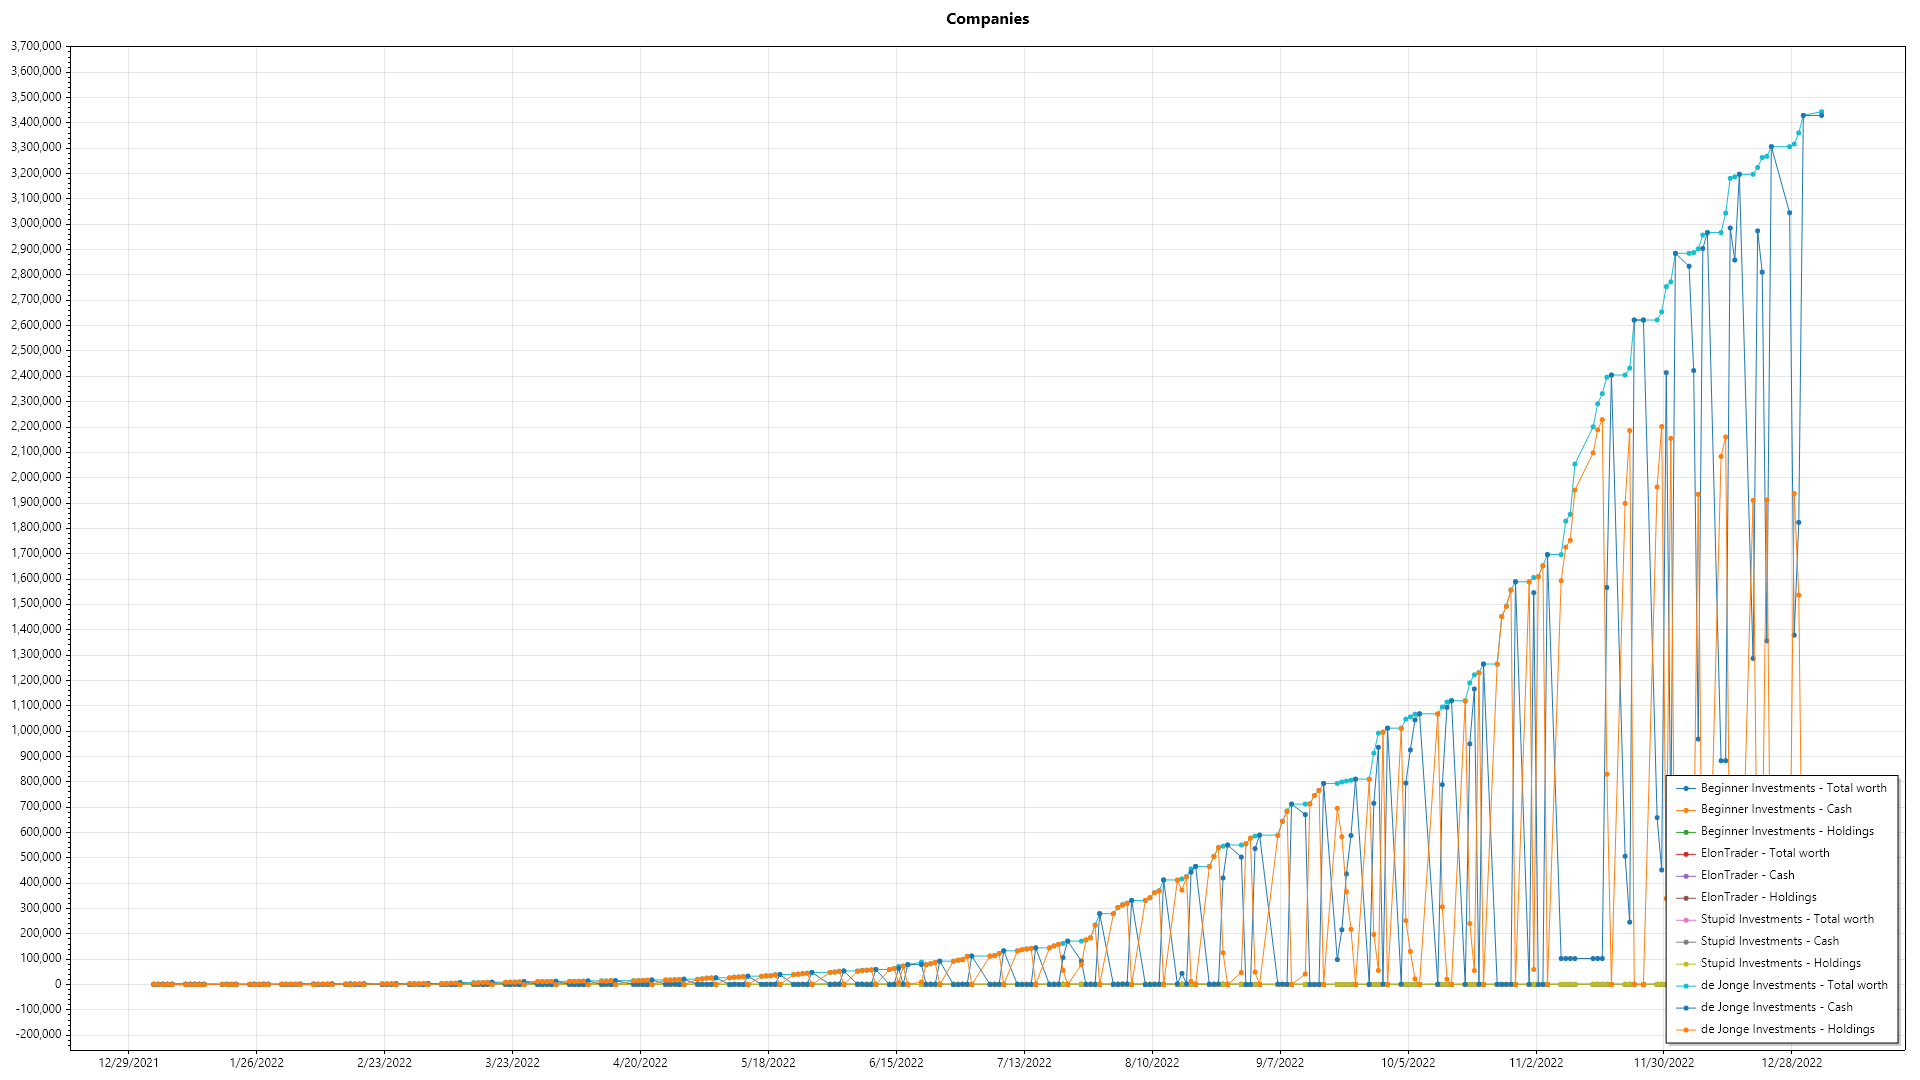 Companies
3,700,000
3,600,000
3,500,000
3,400,000
3,300,000
3,200,000
3,100,000
3,000,000
2,900,000
2,800,000
2,700,000
2,600,000
2,500,000
2,400,000
2,300,000
2,200,000
2,100,000
2,000,000
1,900,000
1,800,000
1,700,000
1,600,000
1,500,000
1,400,000
1,300,000
1,200,000
1,100,000
1,000,000
900,000
800,000
700,000
600,000
500,000
400,000
300,000
200,000
100,000
0
-100,000
-200,000
Beginner Investments - Total worth
Beginner Investments - Cash
Beginner Investments - Holdings
ElonTrader - Total worth
ElonTrader - Cash
ElonTrader - Holdings
Stupid Investments - Total worth
Stupid Investments - Cash
Stupid Investments - Holdings
de Jonge Investments - Total worth
de Jonge Investments - Cash
de Jonge Investments - Holdings
12/29/2021 1/26/2022 2/23/2022 3/23/2022 4/20/2022 5/18/2022 6/15/2022 7/13/2022 8/10/2022 9/7/2022 10/5/2022 11/2/2022 11/30/2022 12/28/2022